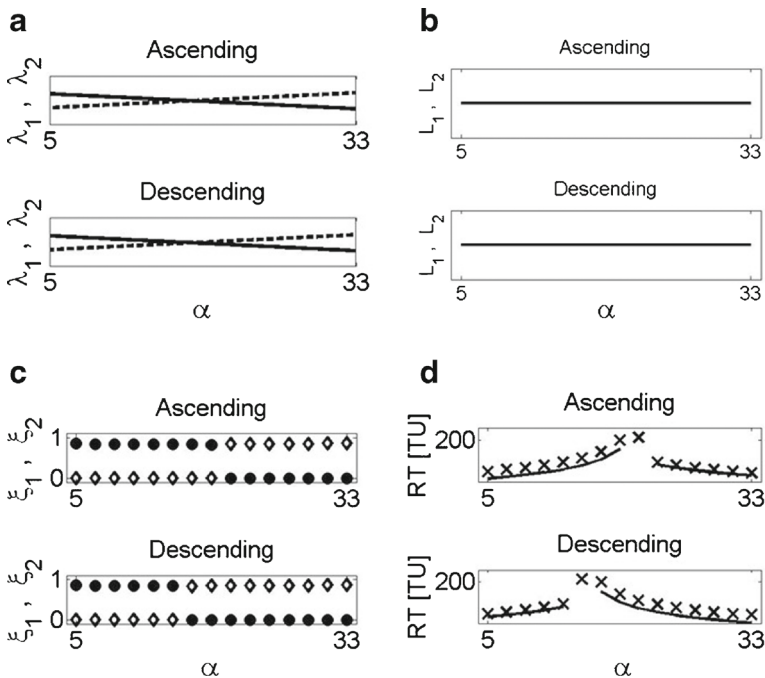 a
Ascending
λ1 , λ2
5
33
Descending
λ1 , λ2
5
33
α
b
Ascending
L1 , L2
5
33
Descending
L1 , L2
5
33
α
c
Ascending
ξ1 , ξ2
1
0
5
33
Descending
ξ1 , ξ2
1
0
5
33
α
d
Ascending
RT [TU]
200
5
33
Descending
RT [TU]
200
5
33
α